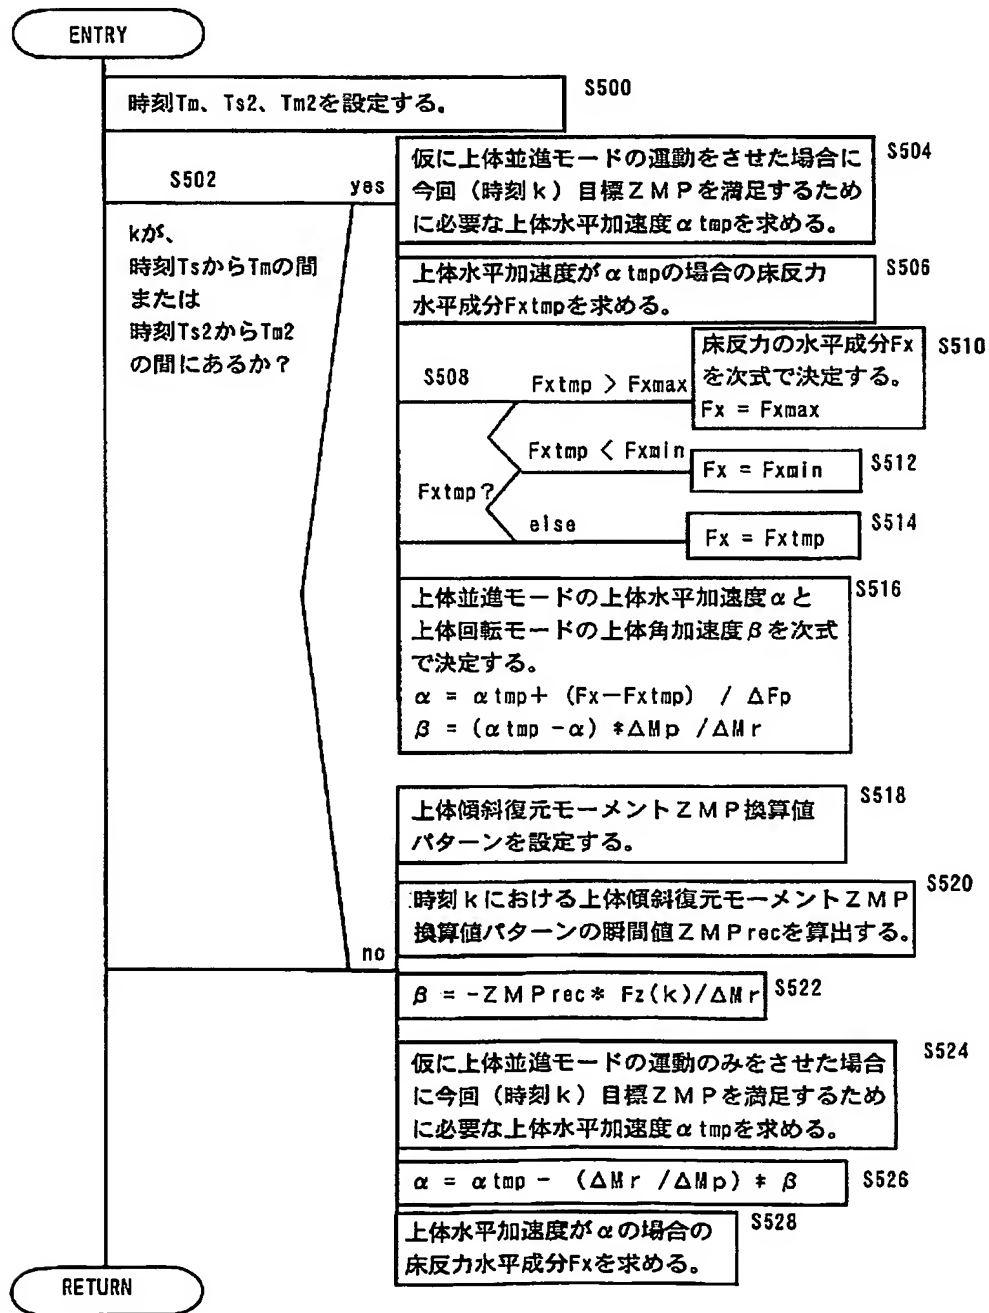 ENTRY
S500
時刻Tm、Ts2、Tm2を設定する。
S502
yes
kが、
時刻TsからTmの間
または
時刻Ts2からTm2
の間にあるか？
S504
仮に上体並進モードの運動をさせた場合に
今回（時刻k）目標ＺＭＰを満足するため
に必要な上体水平加速度αtmpを求める。
S506
上体水平加速度がαtmpの場合の床反力
水平成分Fxtmpを求める。
S508
Fxtmp？
Fxtmp > Fxmax
S510
床反力の水平成分Fx
を次式で決定する。
Fx = Fxmax
Fxtmp < Fxmin
Fx = Fxmin
S512
else
Fx = Fxtmp
S514
S516
上体並進モードの上体水平加速度αと
上体回転モードの上体角加速度βを次式
で決定する。
α = αtmp+ (Fx-Fxtmp) / ΔFp
β = (αtmp -α) *ΔMp /ΔMr
no
S518
上体傾斜復元モーメントＺＭＰ換算値
パターンを設定する。
S520
時刻kにおける上体傾斜復元モーメントＺＭＰ
換算値パターンの瞬間値ＺＭＰrecを算出する。
β = -ＺＭＰrec* Fz(k)/ΔMr
S522
S524
仮に上体並進モードの運動のみをさせた場合
に今回（時刻k）目標ＺＭＰを満足するため
に必要な上体水平加速度αtmpを求める。
α = αtmp - (ΔMr /ΔMp) * β
S526
S528
上体水平加速度がαの場合の
床反力水平成分Fxを求める。
RETURN